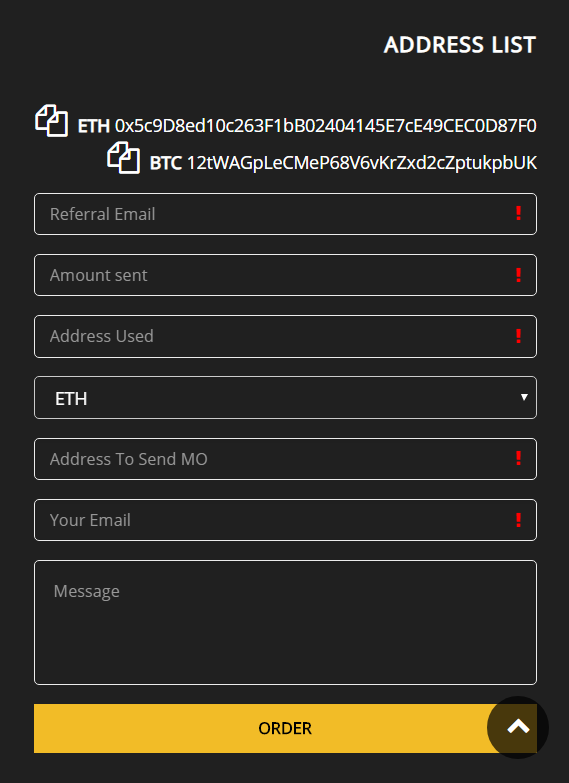 ADDRESS LIST
ETH 0x5c9D8ed10c263F1bB02404145E7cE49CEC0D87F0
BTC 12tWAGpLeCMeP68V6vKrZxd2cZptukpbUK
Referral Email
Amount sent
Address Used
ETH
Address To Send MO
Your Email
Message
ORDER